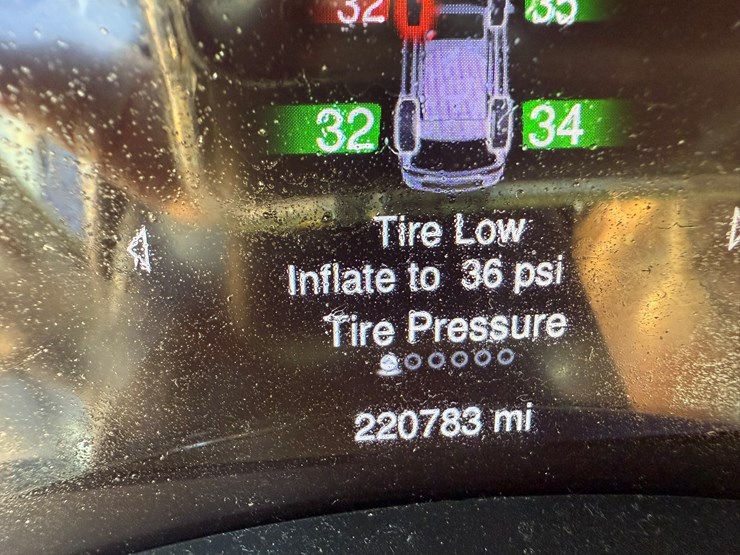 32 35
32 34
Tire Low
Inflate to 36 psi
Tire Pressure
220783 mi